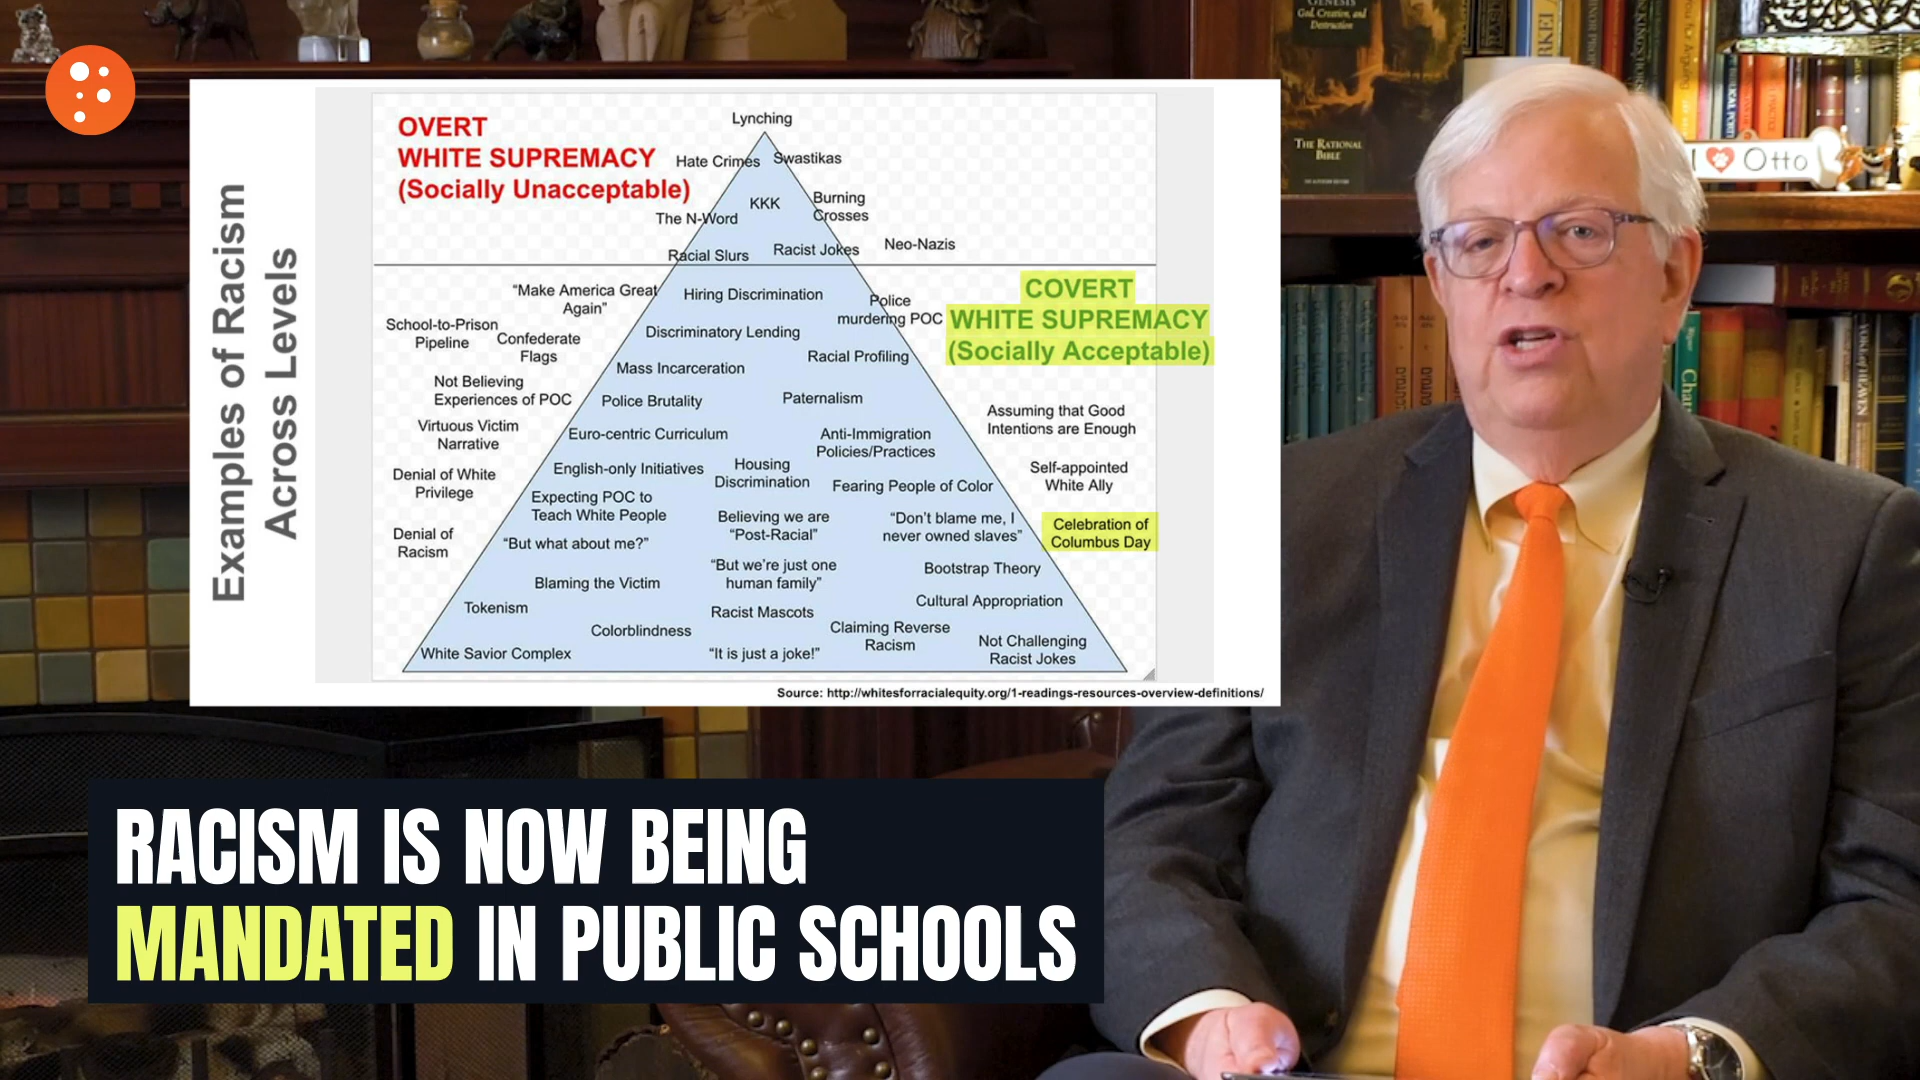 Examples of Racism
Across Levels
OVERT
WHITE SUPREMACY
(Socially Unacceptable)
Lynching
Hate Crimes
Swastikas
KKK
Burning
Crosses
The N-Word
Racial Slurs
Racist Jokes
Neo-Nazis
COVERT
WHITE SUPREMACY
(Socially Acceptable)
"Make America Great
Again"
Hiring Discrimination
Police
murdering POC
School-to-Prison
Pipeline
Confederate
Flags
Discriminatory Lending
Racial Profiling
Mass Incarceration
Not Believing
Experiences of POC
Police Brutality
Paternalism
Assuming that Good
Intentions are Enough
Virtuous Victim
Narrative
Euro-centric Curriculum
Anti-Immigration
Policies/Practices
Denial of White
Privilege
English-only Initiatives
Housing
Discrimination
Fearing People of Color
Self-appointed
White Ally
Expecting POC to
Teach White People
Believing we are
"Post-Racial"
"Don't blame me, I
never owned slaves"
Celebration of
Columbus Day
Denial of
Racism
"But what about me?"
"But we're just one
human family"
Bootstrap Theory
Blaming the Victim
Tokenism
Racist Mascots
Cultural Appropriation
Colorblindness
Claiming Reverse
Racism
Not Challenging
Racist Jokes
White Savior Complex
"It is just a joke!"
Source: http://whitesforracialequity.org/1-readings-resources-overview-definitions/
RACISM IS NOW BEING
MANDATED IN PUBLIC SCHOOLS
GENESIS
God, Creation, and
Destruction
THE RATIONAL
BIBLE
I Otto